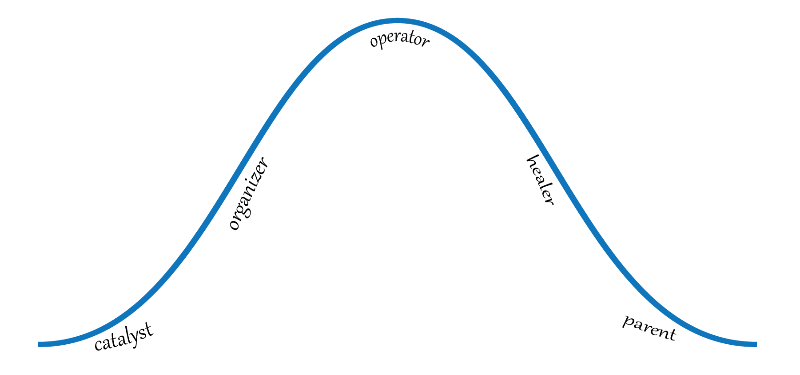 catalyst
organizer
operator
healer
parent